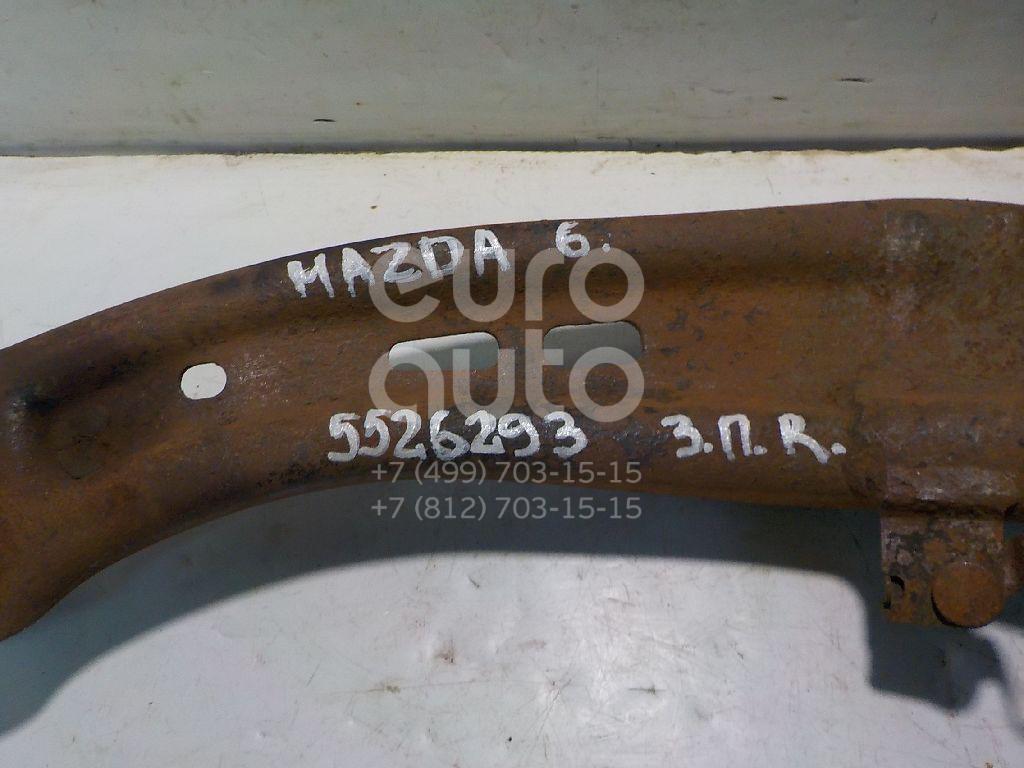 MAZDA 6.
euro
auto
5526293 З.П.R.
+7 (499) 703-15-15
+7 (812) 703-15-15